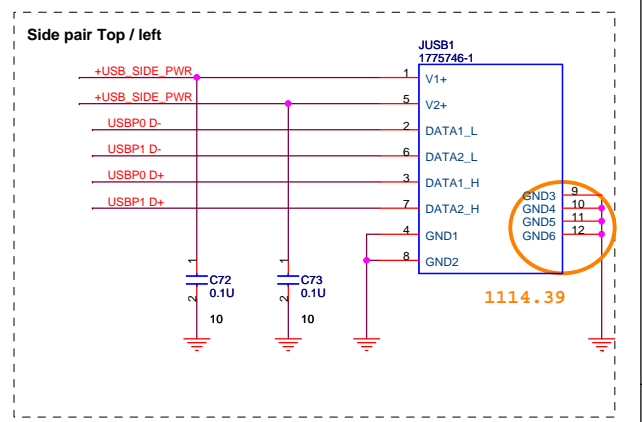 Side pair Top / left
JUSB1
1775746-1
+USB_SIDE_PWR 1 V1+
+USB_SIDE_PWR 5 V2+
USBP0 D- 2 DATA1_L
USBP1 D- 6 DATA2_L
USBP0 D+ 3 DATA1_H
USBP1 D+ 7 DATA2_H
4 GND1
8 GND2
GND3 9
GND4 10
GND5 11
GND6 12
1114.39
1 C72 2 0.1U
10
1 C73 2 0.1U
10